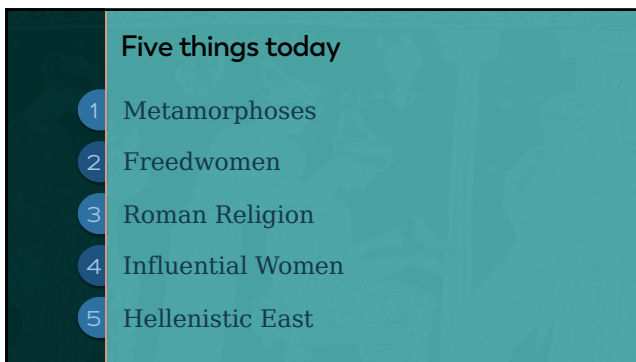 Five things today
1 Metamorphoses
2 Freedwomen
3 Roman Religion
4 Influential Women
5 Hellenistic East